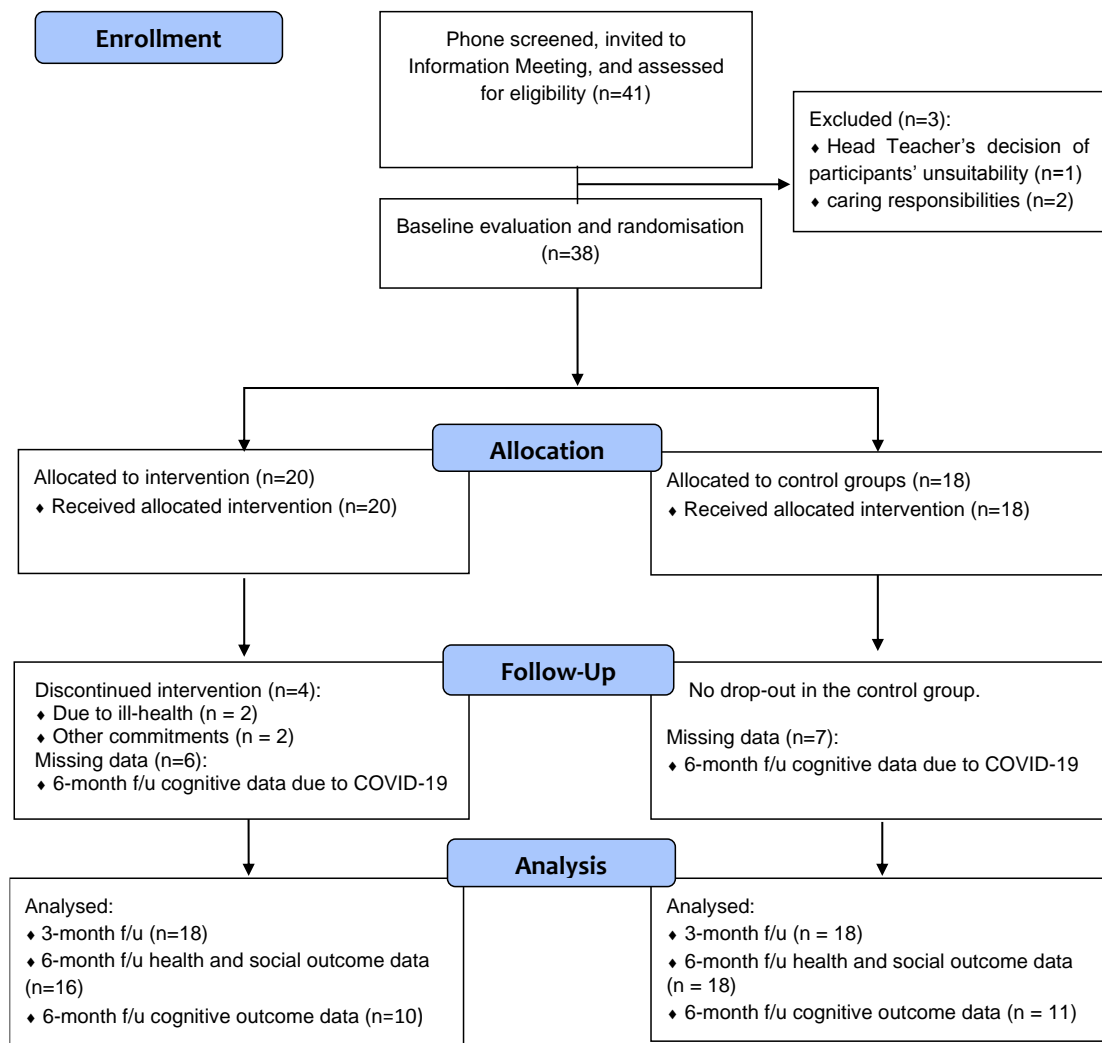 Enrollment
Phone screened, invited to
Information Meeting, and assessed
for eligibility (n=41)
Excluded (n=3):
♦ Head Teacher’s decision of
participants’ unsuitability (n=1)
♦ caring responsibilities (n=2)
Baseline evaluation and randomisation
(n=38)
Allocation
Allocated to intervention (n=20)
♦ Received allocated intervention (n=20)
Allocated to control groups (n=18)
♦ Received allocated intervention (n=18)
Follow-Up
Discontinued intervention (n=4):
♦ Due to ill-health (n = 2)
♦ Other commitments (n = 2)
Missing data (n=6):
♦ 6-month f/u cognitive data due to COVID-19
No drop-out in the control group.
Missing data (n=7):
♦ 6-month f/u cognitive data due to COVID-19
Analysis
Analysed:
♦ 3-month f/u (n=18)
♦ 6-month f/u health and social outcome data
(n=16)
♦ 6-month f/u cognitive outcome data (n=10)
Analysed:
♦ 3-month f/u (n = 18)
♦ 6-month f/u health and social outcome data
(n = 18)
♦ 6-month f/u cognitive outcome data (n = 11)